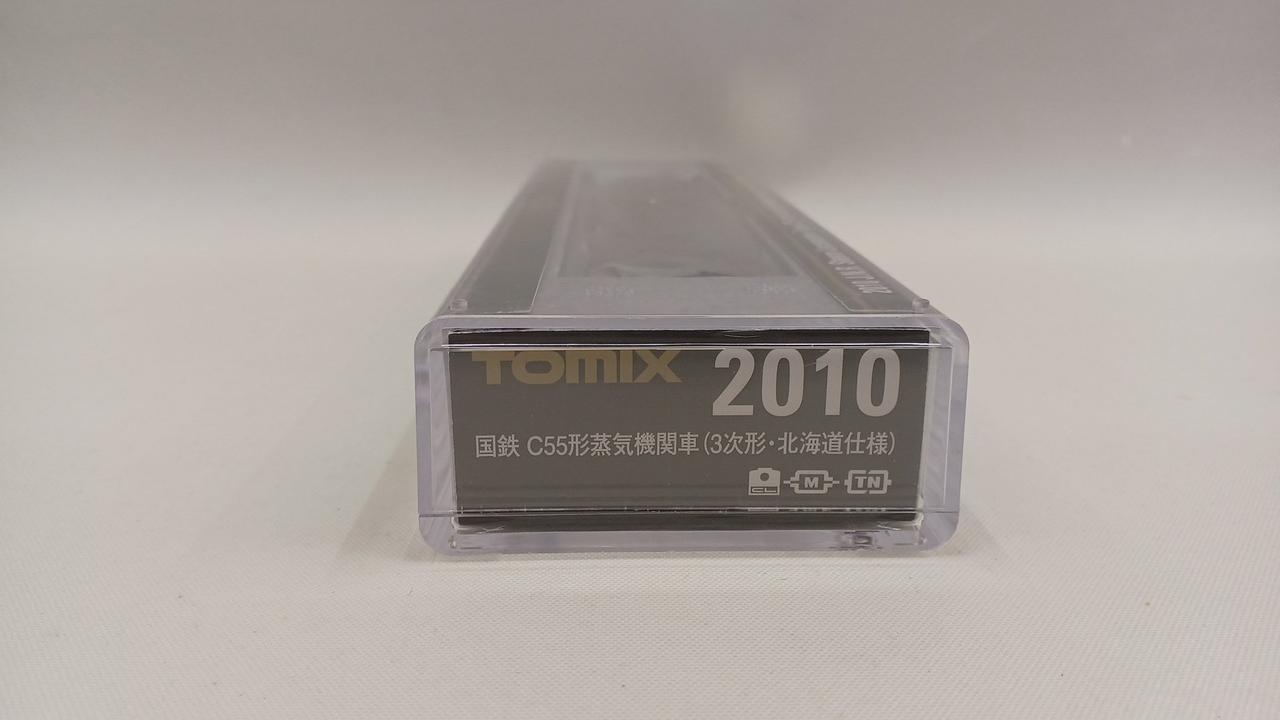 TOMIX 2010
国鉄 C55形蒸気機関車(3次形・北海道仕様)
CL M TN